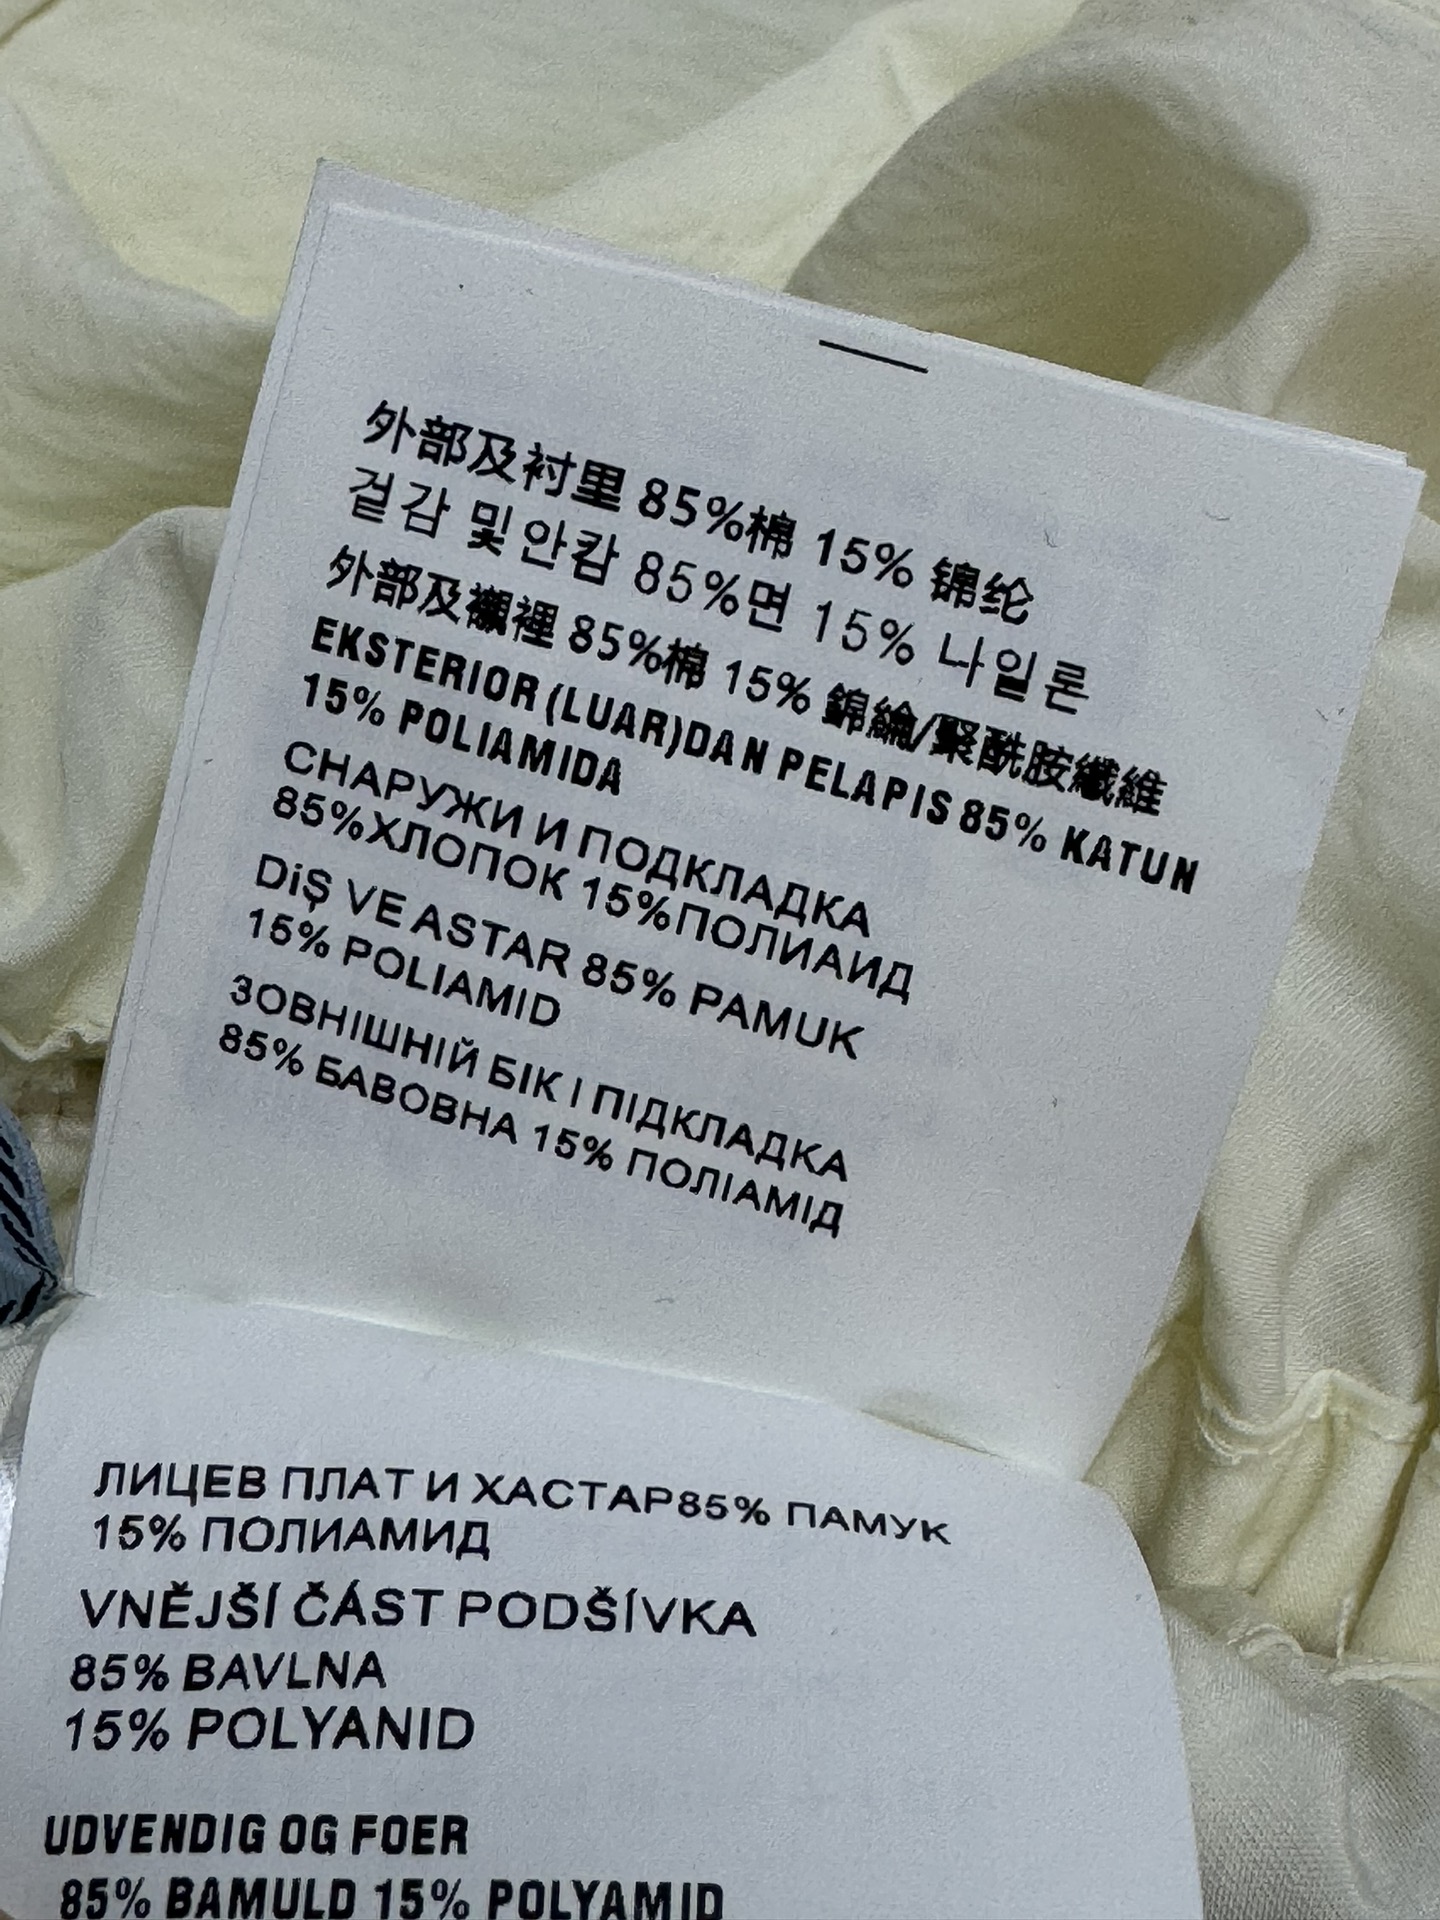 外部及衬里 85%棉 15% 锦纶
겉감 및 안캄 85%면 15% 나일론
外部及襯裡 85%棉 15% 錦綸/聚酰胺纖維
EKSTERIOR (LUAR)DAN PELAPIS 85% KATUN
15% POLIAMIDA
СНАРУЖИ И ПОДКЛАДКА
85%ХЛОПОК 15%ПОЛИАИД
DiŞ VE ASTAR 85% PAMUK
15% POLIAMID
ЗОВНІШНІЙ БІК І ПІДКЛАДКА
85% БАВОВНА 15% ПОЛІАМІД
ЛИЦЕВ ПЛАТ И ХАСТАР85% ПАМУК
15% ПОЛИАМИД
VNĚJŠÍ ČÁST PODŠÍVKA
85% BAVLNA
15% POLYANID
UDVENDIG OG FOER
85% BAMULD 15% POLYAMID